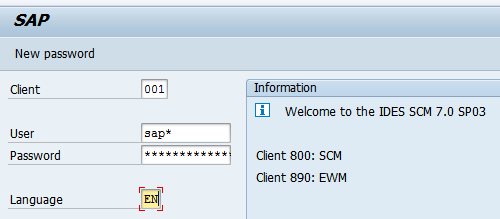 SAP
New password
Client 001
Information
Welcome to the IDES SCM 7.0 SP03
User sap*
Password *************
Client 800: SCM
Client 890: EWM
Language EN